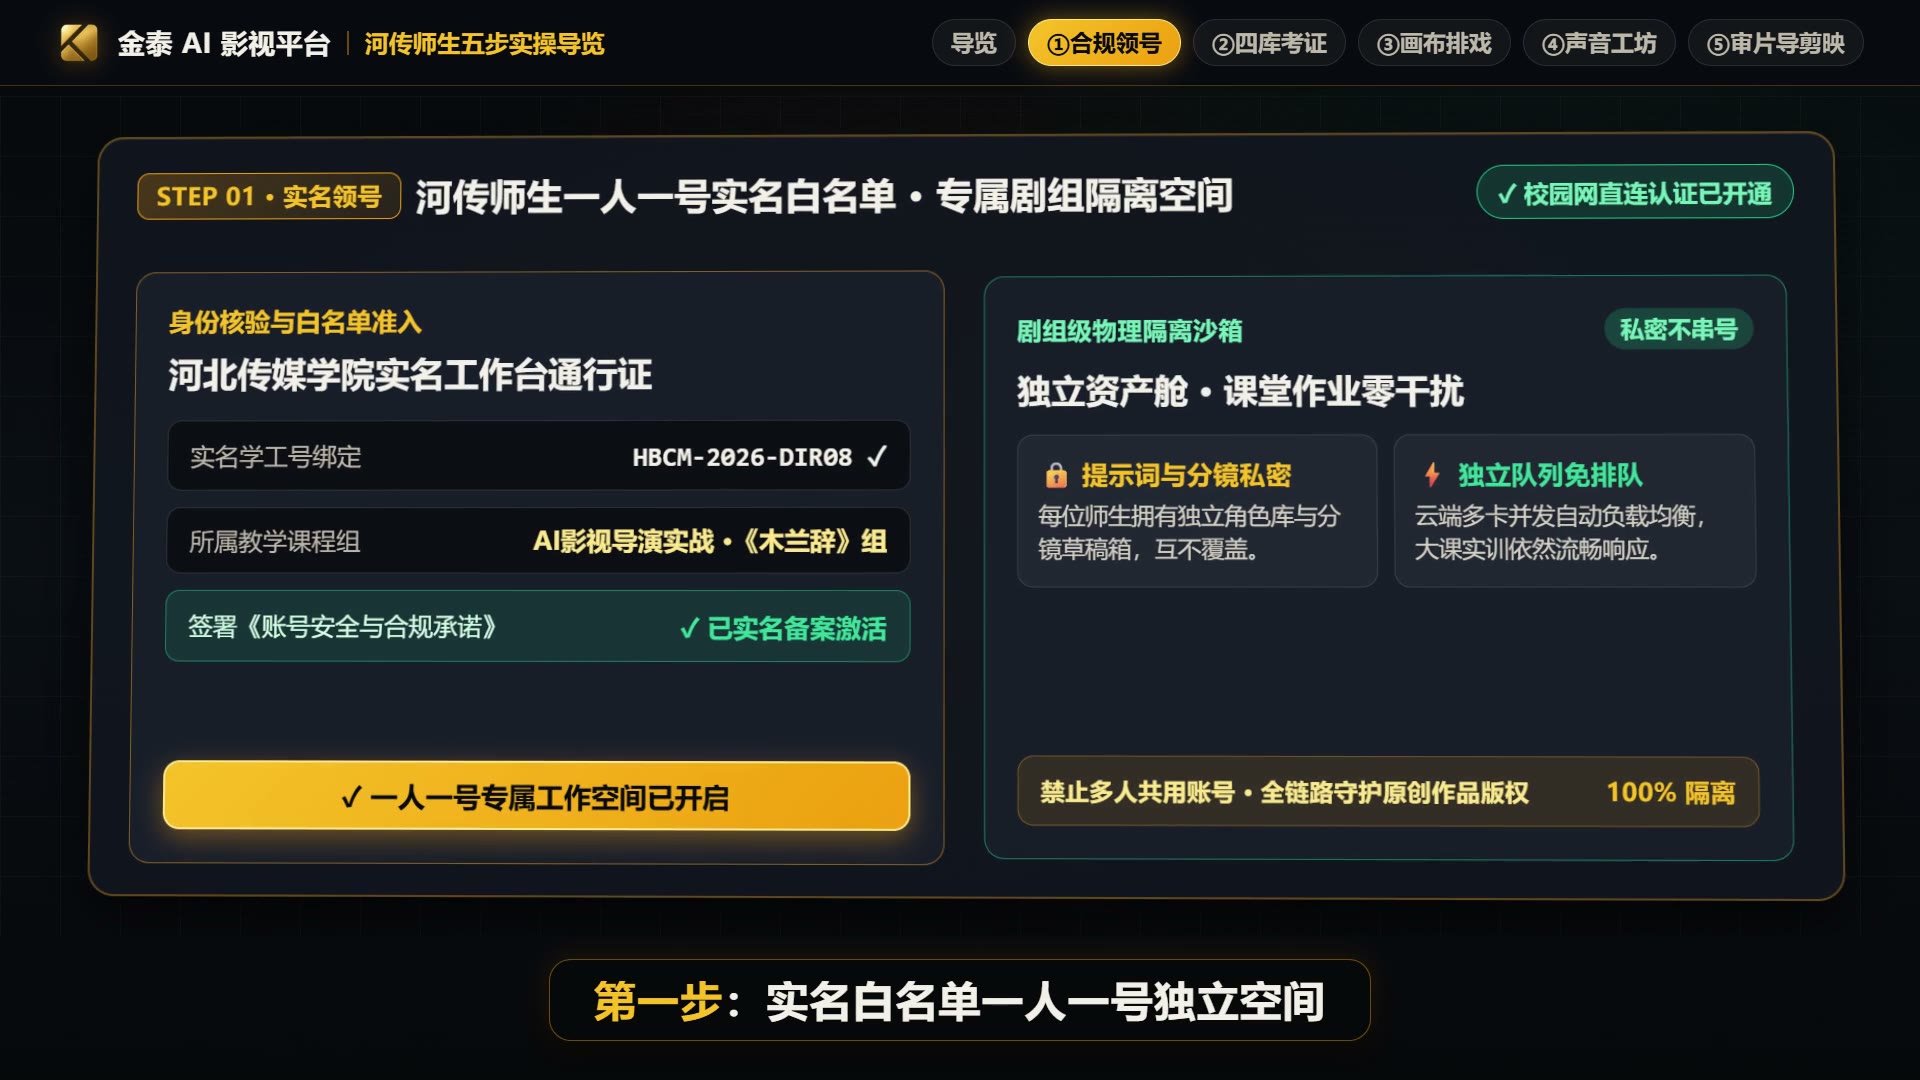 金泰 AI 影视平台
河传师生五步实操导览
导览
①合规领号
②四库考证
③画布排戏
④声音工坊
⑤审片导剪映
STEP 01 · 实名领号
河传师生一人一号实名白名单 · 专属剧组隔离空间
✓ 校园网直连认证已开通
身份核验与白名单准入
河北传媒学院实名工作台通行证
实名学工号绑定
HBCM-2026-DIR08 ✓
所属教学课程组
AI影视导演实战 · 《木兰辞》组
签署《账号安全与合规承诺》
✓ 已实名备案激活
✓ 一人一号专属工作空间已开启
剧组级物理隔离沙箱
私密不串号
独立资产舱 · 课堂作业零干扰
提示词与分镜私密
每位师生拥有独立角色库与分
镜草稿箱，互不覆盖。
独立队列免排队
云端多卡并发自动负载均衡，
大课实训依然流畅响应。
禁止多人共用账号 · 全链路守护原创作品版权
100% 隔离
第一步：实名白名单一人一号独立空间